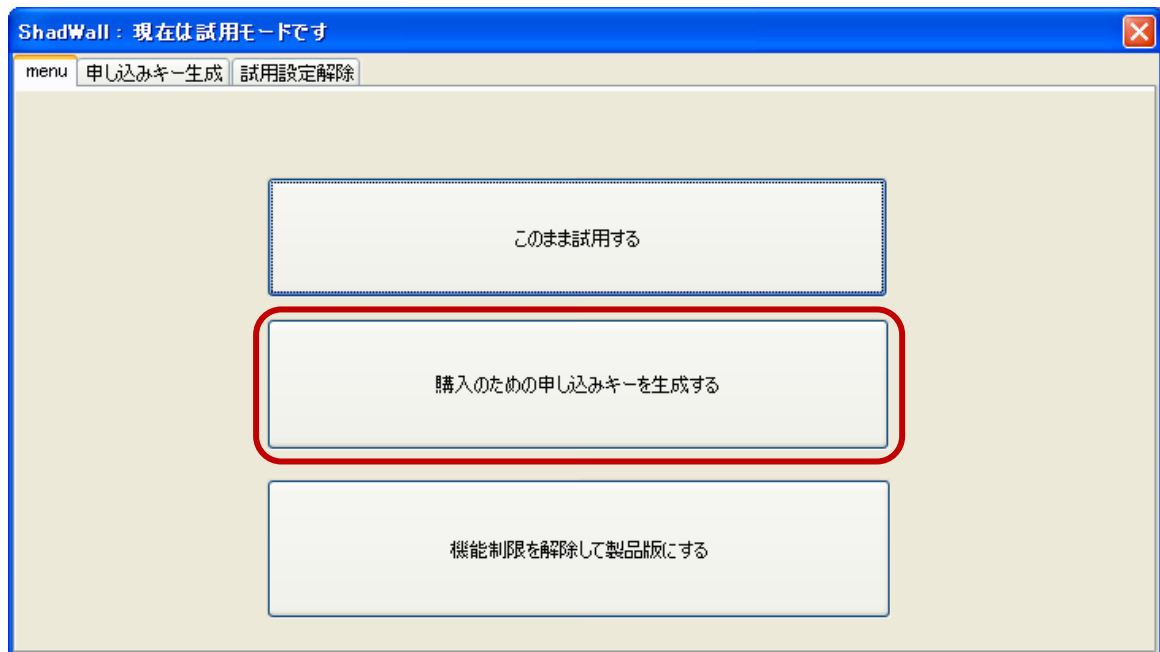 ShadWall : 現在は試用モードです
menu 申し込みキー生成 試用設定解除
このまま試用する
購入のための申し込みキーを生成する
機能制限を解除して製品版にする